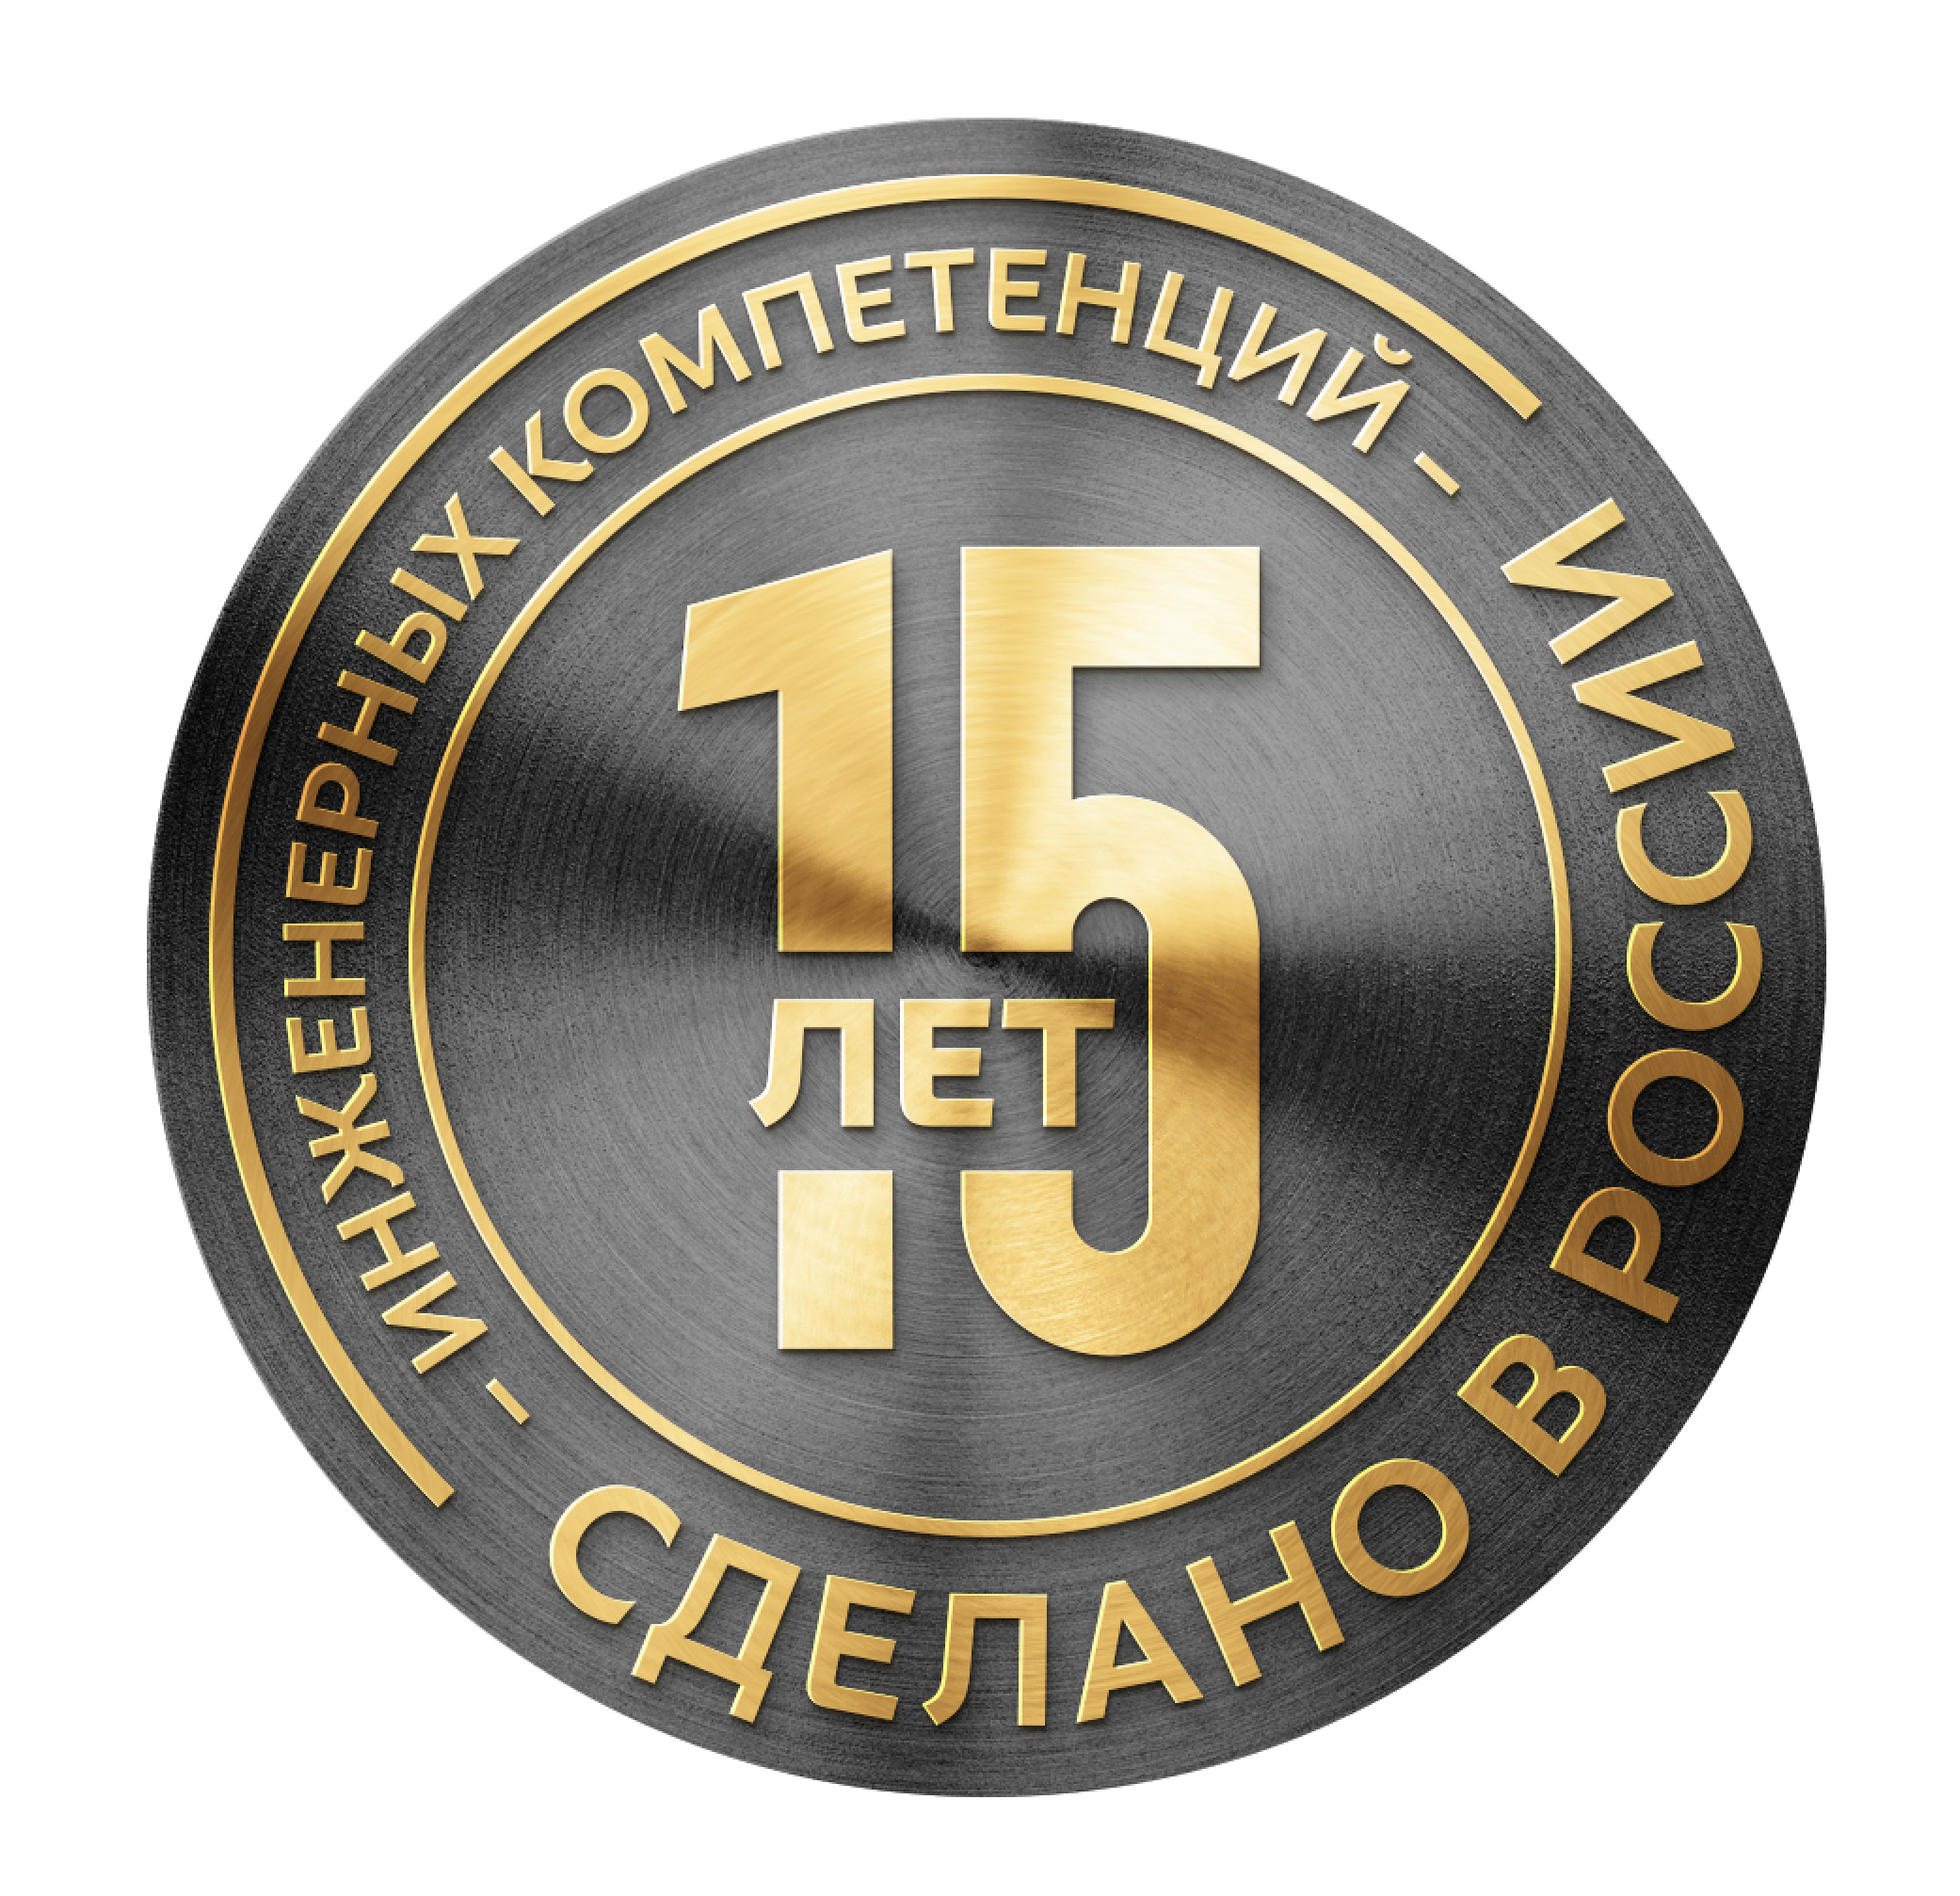 15
ЛЕТ
- ИНЖЕНЕРНЫХ КОМПЕТЕНЦИЙ -
СДЕЛАНО В РОССИИ